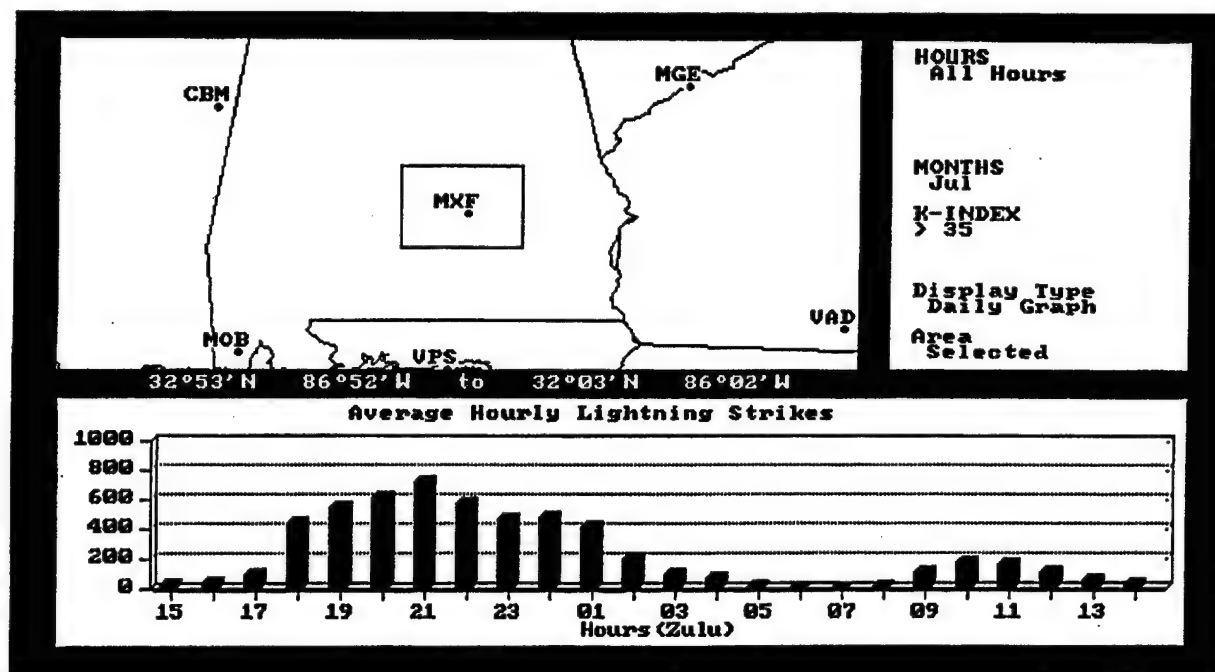 CBM
MGE
MXF
MOB
VPS
VAD
HOURS
All Hours
MONTHS
Jul
K-INDEX
> 35
Display Type
Daily Graph
Area
Selected
32°53'N 86°52'W to 32°03'N 86°02'W
Average Hourly Lightning Strikes
1000
800
600
400
200
0
15 17 19 21 23 01 03 05 07 09 11 13
Hours(Zulu)